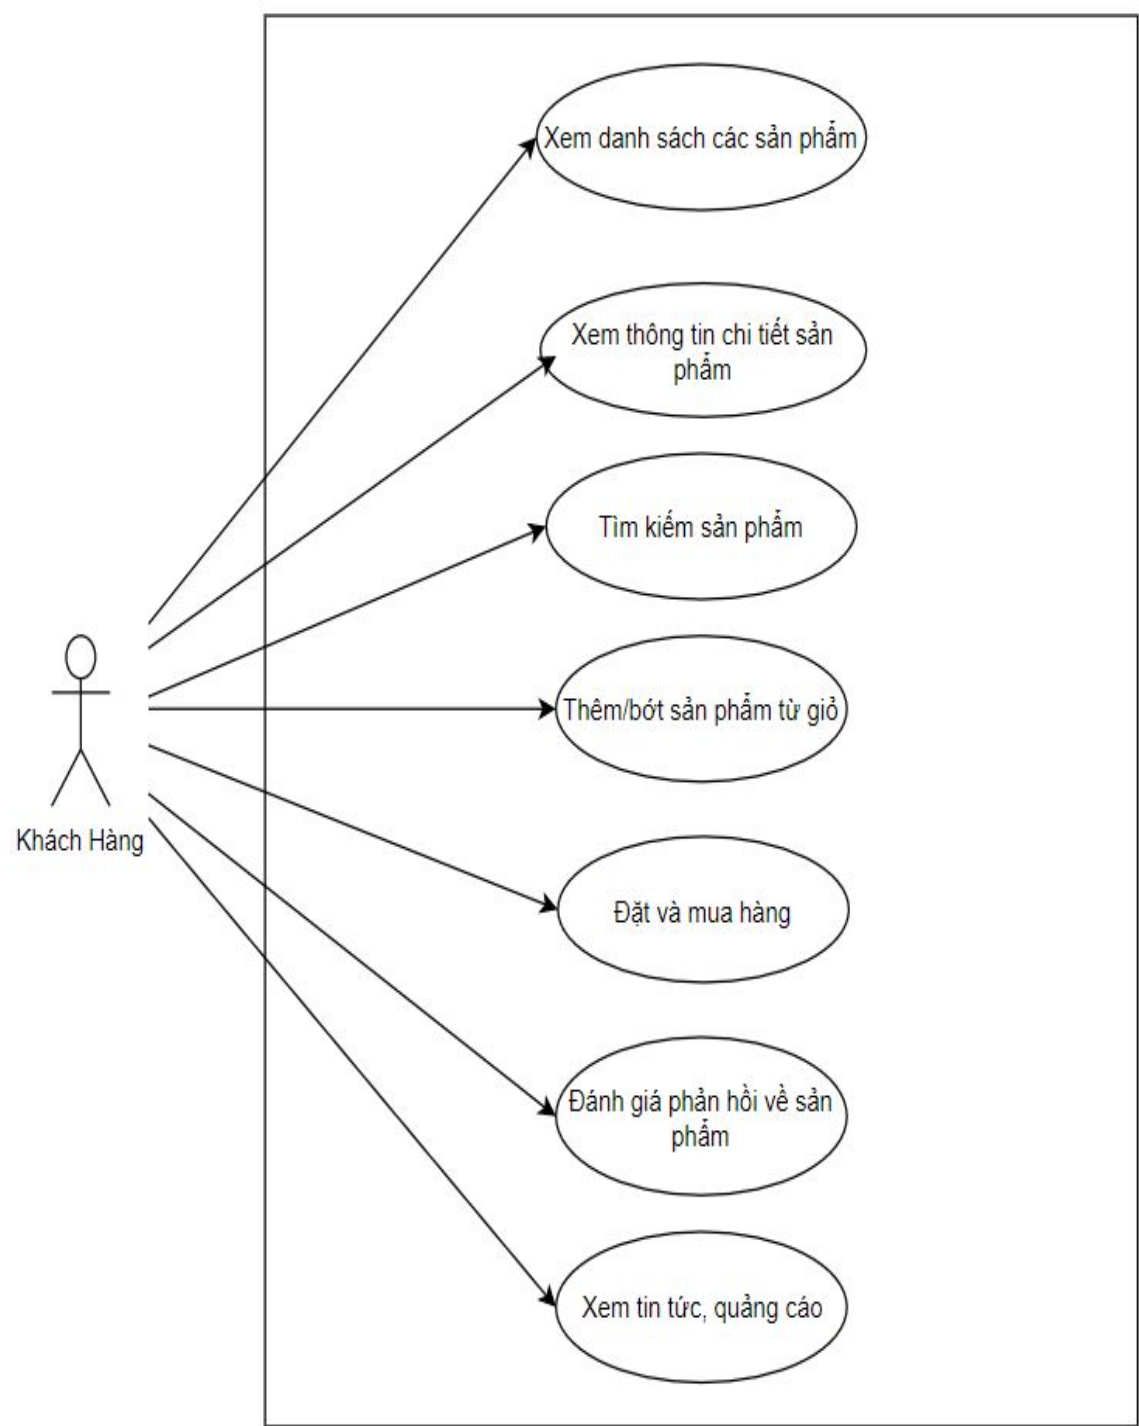 Xem danh sách các sản phẩm
Xem thông tin chi tiết sản
phẩm
Tìm kiếm sản phẩm
Thêm/bớt sản phẩm từ giỏ
Khách Hàng
Đặt và mua hàng
Đánh giá phản hồi về sản
phẩm
Xem tin tức, quảng cáo